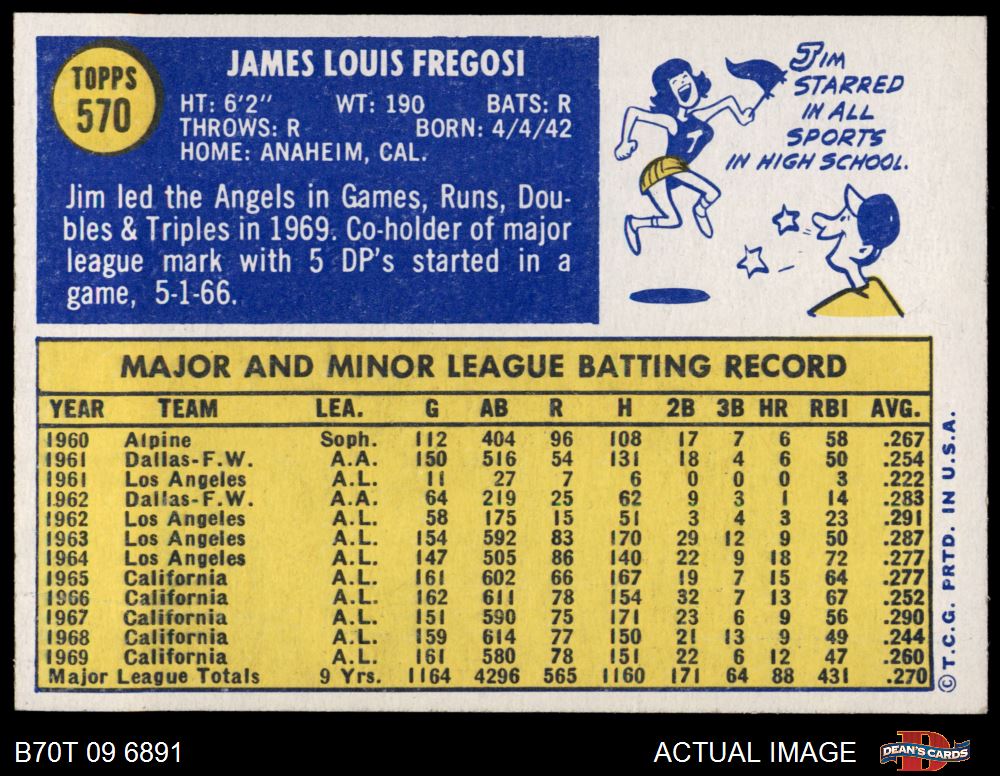 TOPPS
570
JAMES LOUIS FREGOSI
HT: 6'2" WT: 190 BATS: R
THROWS: R BORN: 4/4/42
HOME: ANAHEIM, CAL.
Jim led the Angels in Games, Runs, Dou-
bles & Triples in 1969. Co-holder of major
league mark with 5 DP's started in a
game, 5-1-66.
JIM
STARRED
IN ALL
SPORTS
IN HIGH SCHOOL.
7
MAJOR AND MINOR LEAGUE BATTING RECORD
YEAR TEAM LEA. G AB R H 2B 3B HR RBI AVG.
1960 Alpine Soph. 112 404 96 108 17 7 6 58 .267
1961 Dallas-F.W. A.A. 150 516 54 131 18 4 6 50 .254
1961 Los Angeles A.L. 11 27 7 6 0 0 0 3 .222
1962 Dallas-F.W. A.A. 64 219 25 62 9 3 1 14 .283
1962 Los Angeles A.L. 58 175 15 51 3 4 3 23 .291
1963 Los Angeles A.L. 154 592 83 170 29 12 9 50 .287
1964 Los Angeles A.L. 147 505 86 140 22 9 18 72 .277
1965 California A.L. 161 602 66 167 19 7 15 64 .277
1966 California A.L. 162 611 78 154 32 7 13 67 .252
1967 California A.L. 151 590 75 171 23 6 9 56 .290
1968 California A.L. 159 614 77 150 21 13 9 49 .244
1969 California A.L. 161 580 78 151 22 6 12 47 .260
Major League Totals 9 Yrs. 1164 4296 565 1160 171 64 88 431 .270
© T.C.G. PRTD. IN U.S.A.
B70T 09 6891
ACTUAL IMAGE
D
DEAN'S CARDS